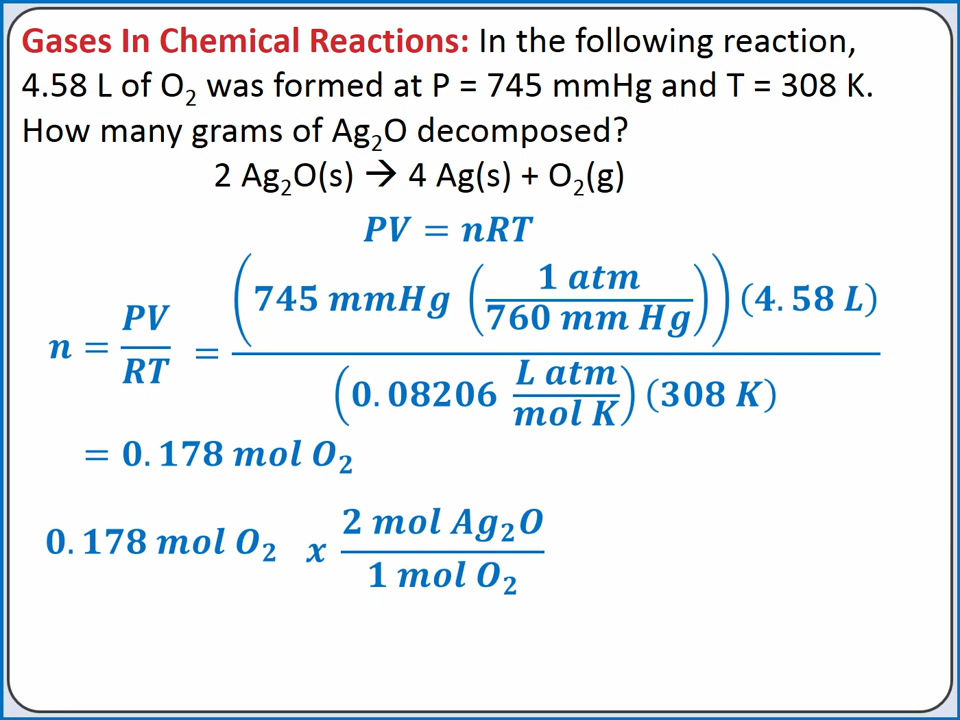 Gases In Chemical Reactions: In the following reaction,
4.58 L of O₂ was formed at P = 745 mmHg and T = 308 K.
How many grams of Ag₂O decomposed?
2 Ag₂O(s) → 4 Ag(s) + O₂(g)
PV = nRT
n = PV/RT = (745 mmHg (1 atm/760 mm Hg)) (4.58 L) / (0.08206 L atm/mol K) (308 K)
= 0.178 mol O₂
0.178 mol O₂ x 2 mol Ag₂O/1 mol O₂